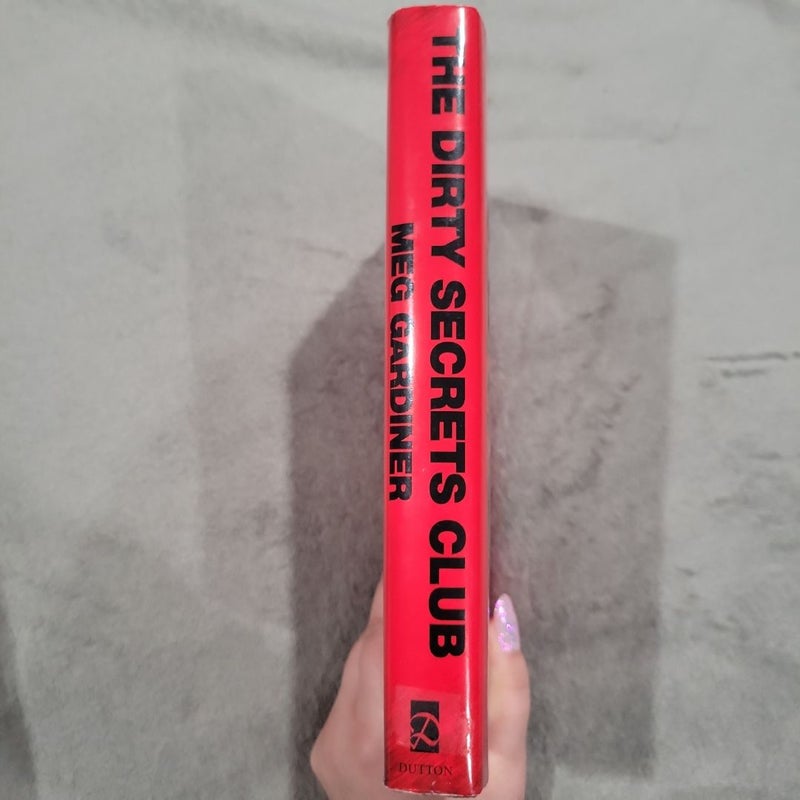 THE DIRTY SECRETS CLUB
MEG GARDINER
DUTTON